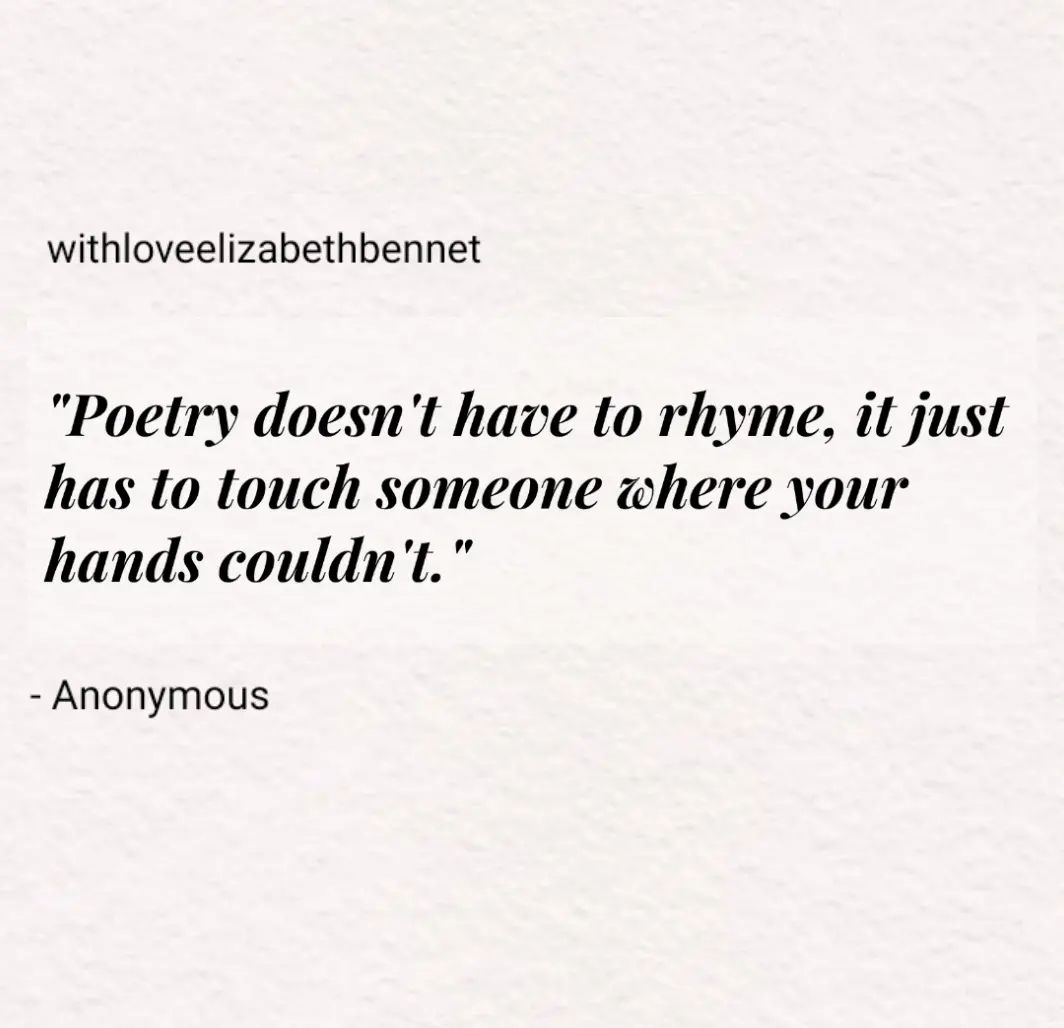 withloveelizabethbennet
"Poetry doesn't have to rhyme, it just
has to touch someone where your
hands couldn't."
- Anonymous